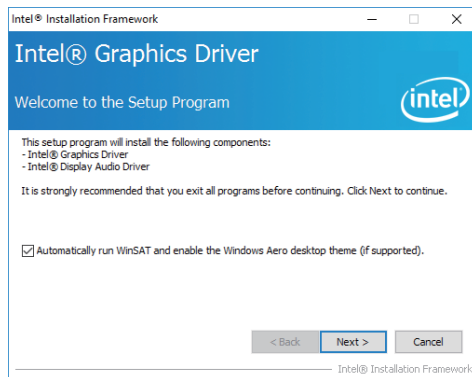 Intel® Installation Framework
Intel® Graphics Driver
Welcome to the Setup Program
intel
This setup program will install the following components:
- Intel® Graphics Driver
- Intel® Display Audio Driver
It is strongly recommended that you exit all programs before continuing. Click Next to continue.
Automatically run WinSAT and enable the Windows Aero desktop theme (if supported).
< Back Next > Cancel
Intel® Installation Framework